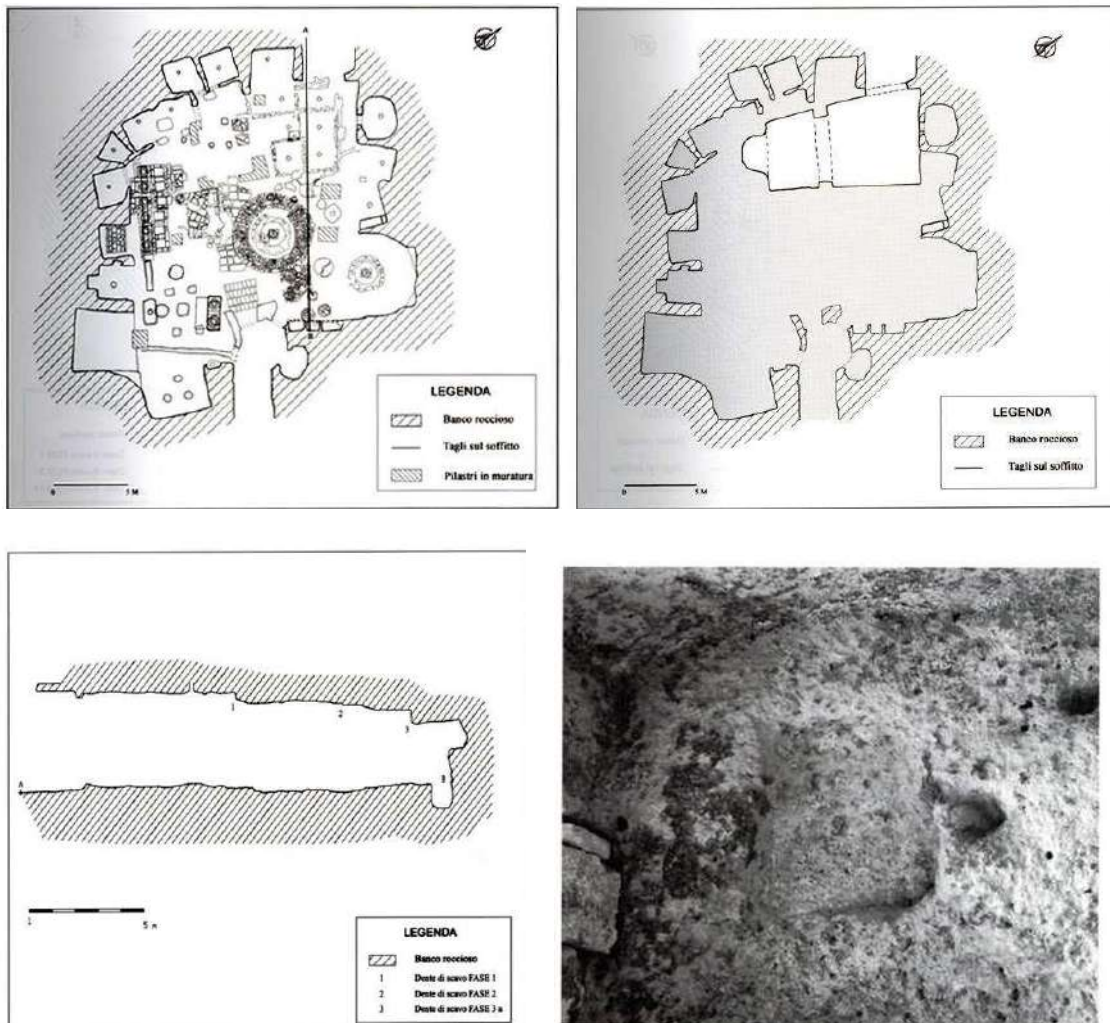 A
LEGENDA
Banco roccioso
Tagli sul soffitto
Pilastri in muratura
0 5 M
LEGENDA
Banco roccioso
Tagli sul soffitto
0 5 M
1
2
3
A
B
1 5 m
LEGENDA
Banco roccioso
1 Dente di scavo FASE 1
2 Dente di scavo FASE 2
3 Dente di scavo FASE 3 a